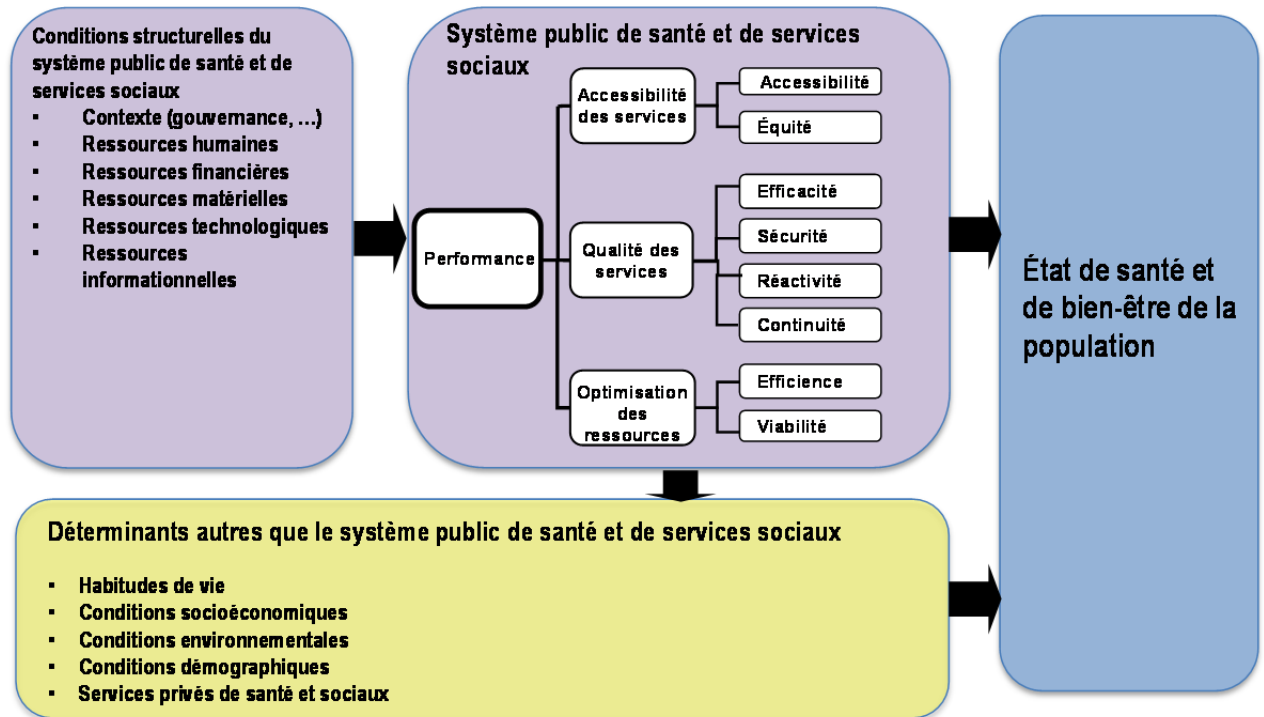 Conditions structurelles du
système public de santé et de
services sociaux
▪ Contexte (gouvernance, ...)
▪ Ressources humaines
▪ Ressources financières
▪ Ressources matérielles
▪ Ressources technologiques
▪ Ressources
informationnelles
Système public de santé et de services
sociaux
Performance
Accessibilité
des services
Accessibilité
Équité
Qualité des
services
Efficacité
Sécurité
Réactivité
Continuité
Optimisation
des
ressources
Efficience
Viabilité
Déterminants autres que le système public de santé et de services sociaux
▪ Habitudes de vie
▪ Conditions socioéconomiques
▪ Conditions environnementales
▪ Conditions démographiques
▪ Services privés de santé et sociaux
État de santé et
de bien-être de la
population